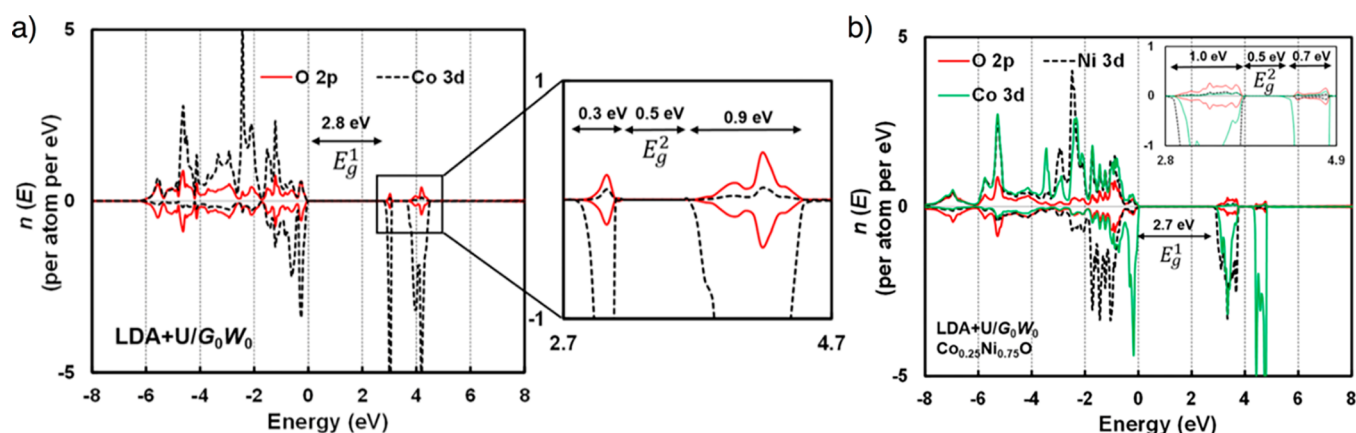 a)
n (E)
(per atom per eV)
5
0
-5
O 2p
Co 3d
2.8 eV
E_g^1
LDA+U/G₀W₀
-8 -6 -4 -2 0 2 4 6 8
Energy (eV)
1
0.3 eV 0.5 eV 0.9 eV
E_g^2
-1
2.7 4.7
b)
n (E)
(per atom per eV)
5
0
-5
O 2p
Ni 3d
Co 3d
1
0
-1
1.0 eV 0.5 eV 0.7 eV
E_g^2
2.8 4.9
2.7 eV
E_g^1
LDA+U/G₀W₀
Co₀.₂₅Ni₀.₇₅O
-8 -6 -4 -2 0 2 4 6 8
Energy (eV)